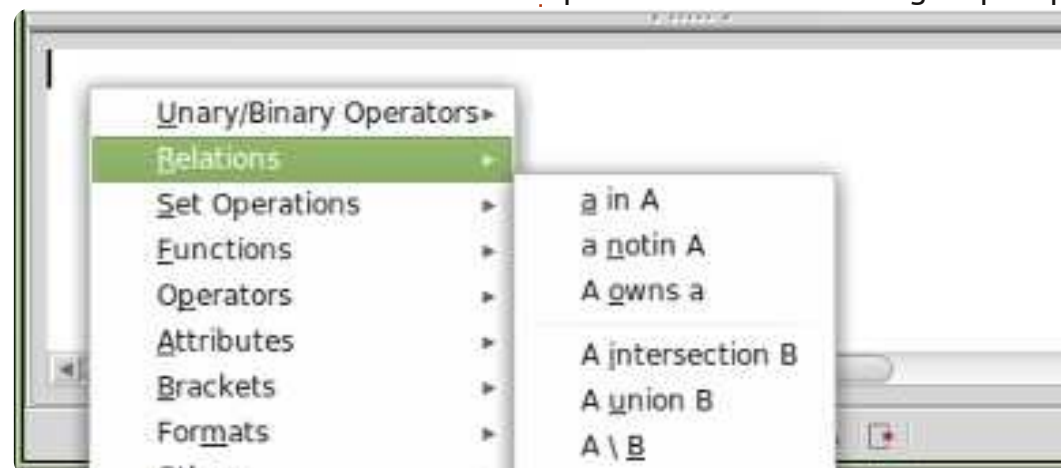 Unary/Binary Operators
Relations
Set Operations
Functions
Operators
Attributes
Brackets
Formats
a in A
a notin A
A owns a
A intersection B
A union B
A \ B